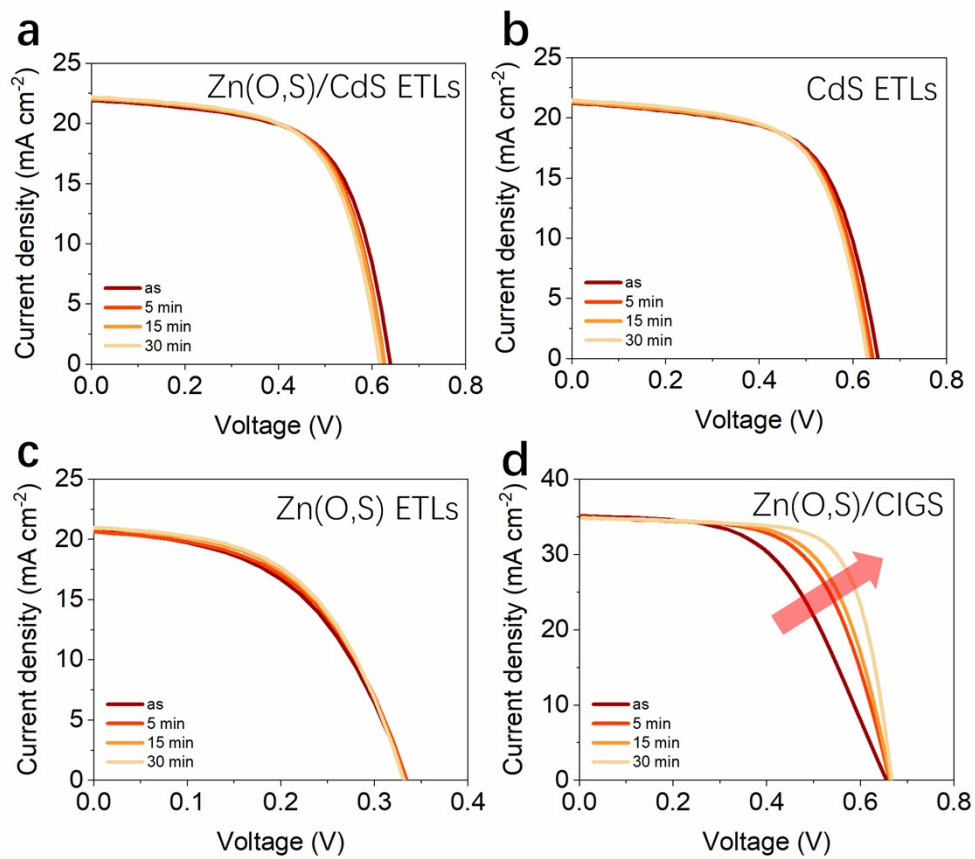 a
Zn(O,S)/CdS ETLs
Current density (mA cm⁻²)
25
20
15
10
5
0
as
5 min
15 min
30 min
0.0 0.2 0.4 0.6 0.8
Voltage (V)
b
CdS ETLs
Current density (mA cm⁻²)
25
20
15
10
5
0
as
5 min
15 min
30 min
0.0 0.2 0.4 0.6 0.8
Voltage (V)
c
Zn(O,S) ETLs
Current density (mA cm⁻²)
25
20
15
10
5
0
as
5 min
15 min
30 min
0.0 0.1 0.2 0.3 0.4
Voltage (V)
d
Zn(O,S)/CIGS
Current density (mA cm⁻²)
40
30
20
10
0
as
5 min
15 min
30 min
0.0 0.2 0.4 0.6 0.8
Voltage (V)